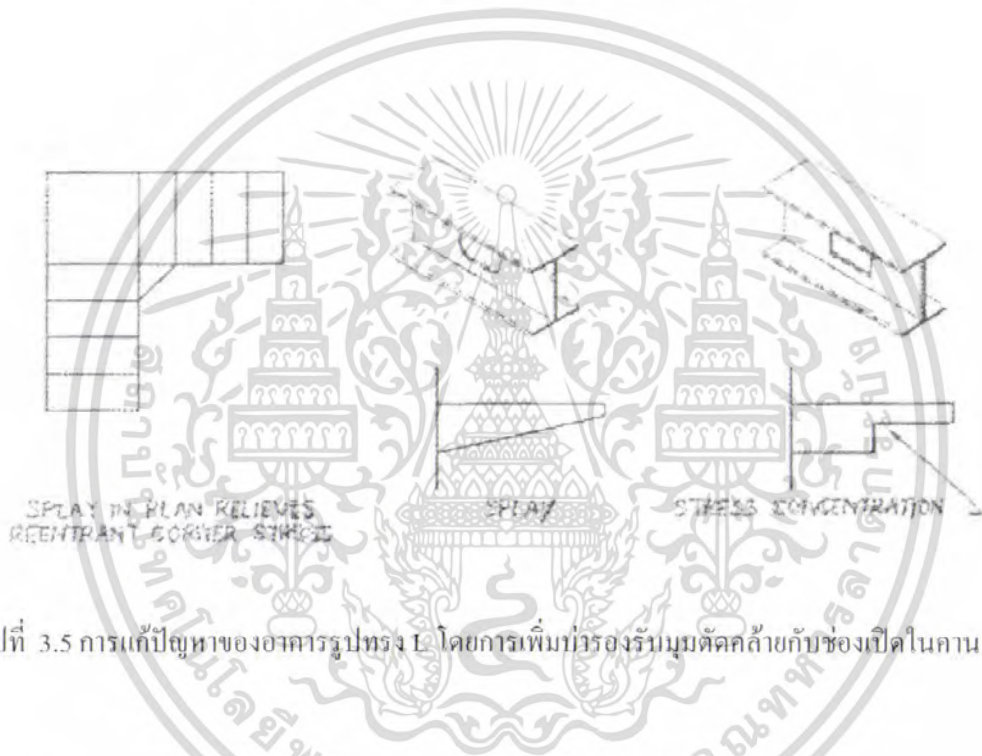 SPLAY IN PLAN RELIEVES
REENTRANT CORNER STRESS
SPLAY
STRESS CONCENTRATION
ปที่ 3.5 การแก้ปัญหาของอาคารรูปทรง L โดยการเพิ่มบ่ารองรับมุมตัดคล้ายกับช่องเปิดในคาน